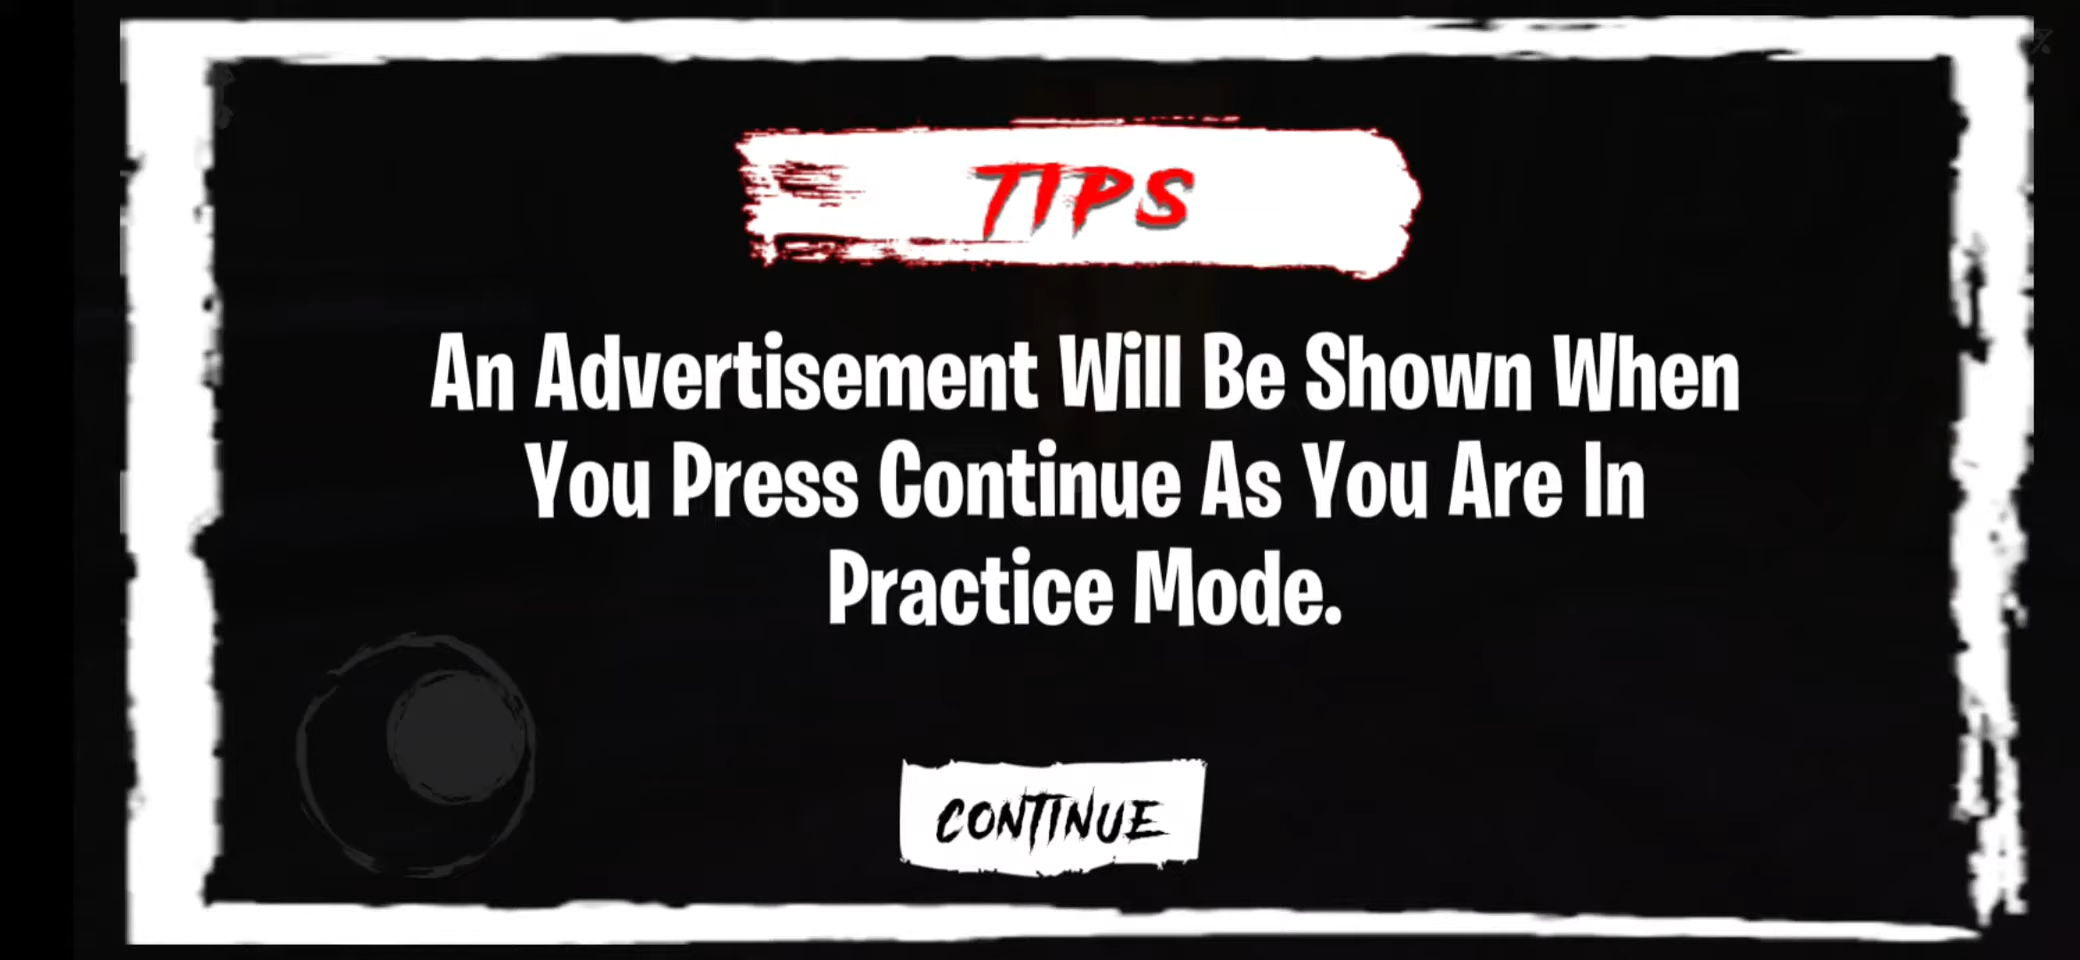 TIPS
An Advertisement Will Be Shown When
You Press Continue As You Are In
Practice Mode.
CONTINUE